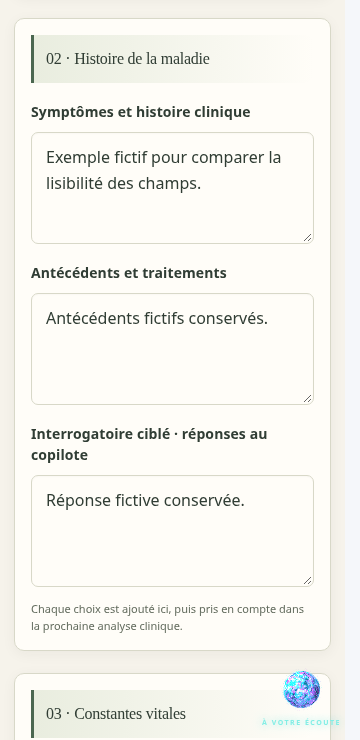 02 · Histoire de la maladie
Symptômes et histoire clinique
Exemple fictif pour comparer la
lisibilité des champs.
Antécédents et traitements
Antécédents fictifs conservés.
Interrogatoire ciblé · réponses au
copilote
Réponse fictive conservée.
Chaque choix est ajouté ici, puis pris en compte dans
la prochaine analyse clinique.
03 · Constantes vitales
À VOTRE ÉCOUTE